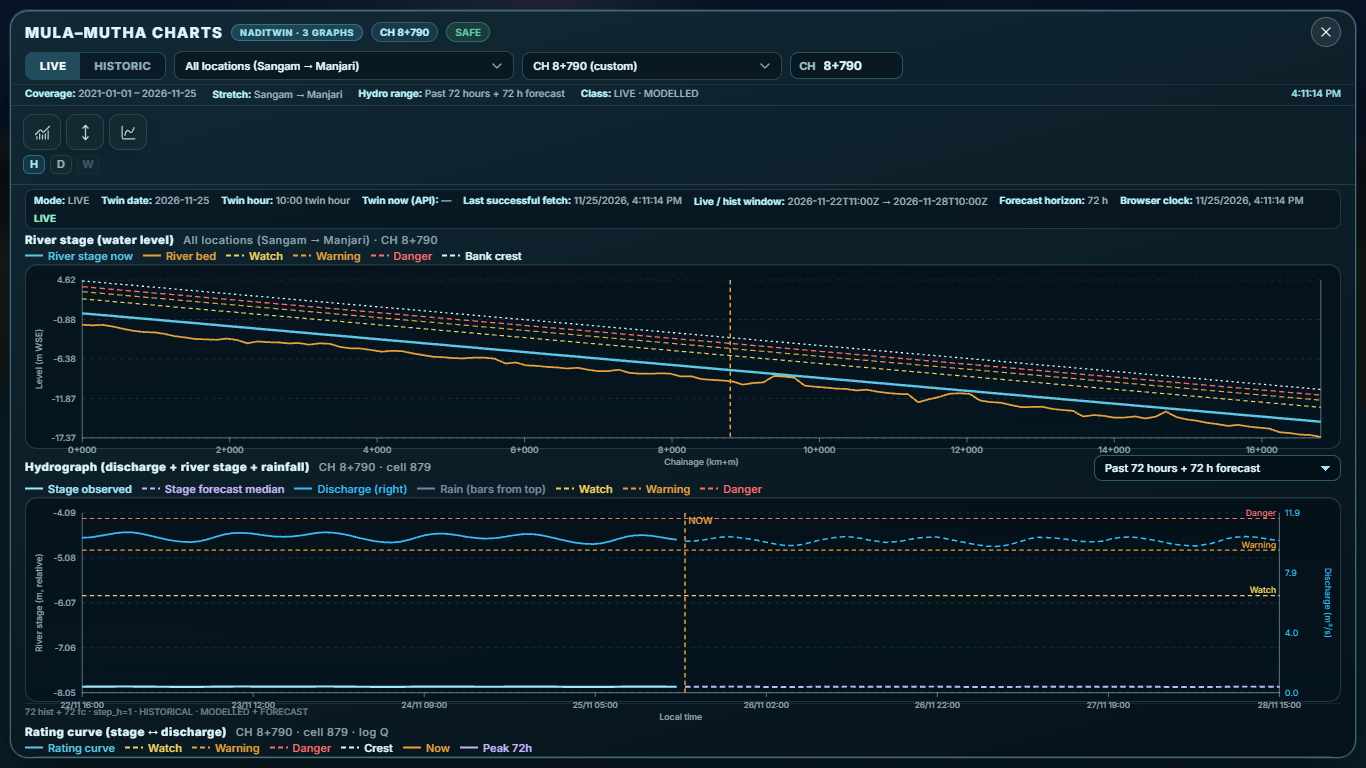 MULA–MUTHA CHARTS NADITWIN · 3 GRAPHS CH 8+790 SAFE
LIVE HISTORIC All locations (Sangam → Manjari) CH 8+790 (custom) CH 8+790
Coverage: 2021-01-01 – 2026-11-25 Stretch: Sangam → Manjari Hydro range: Past 72 hours + 72 h forecast Class: LIVE · MODELLED 4:11:14 PM
H D W
Mode: LIVE Twin date: 2026-11-25 Twin hour: 10:00 twin hour Twin now (API): — Last successful fetch: 11/25/2026, 4:11:14 PM Live / hist window: 2026-11-22T11:00Z → 2026-11-28T10:00Z Forecast horizon: 72 h Browser clock: 11/25/2026, 4:11:14 PM
LIVE
River stage (water level) All locations (Sangam → Manjari) · CH 8+790
River stage now River bed Watch Warning Danger Bank crest
4.62
-0.88
-6.38
-11.87
-17.37
Level (m WSE)
0+000 2+000 4+000 6+000 8+000 10+000 12+000 14+000 16+000
Chainage (km+m)
Hydrograph (discharge + river stage + rainfall) CH 8+790 · cell 879 Past 72 hours + 72 h forecast
Stage observed Stage forecast median Discharge (right) Rain (bars from top) Watch Warning Danger
-4.09
-5.08
-6.07
-7.06
-8.05
River stage (m, relative)
NOW
Danger
Warning
Watch
11.9
7.9
4.0
0.0
Discharge (m³/s)
22/11 16:00 23/11 12:00 24/11 09:00 25/11 05:00 26/11 02:00 26/11 22:00 27/11 19:00 28/11 15:00
72 hist + 72 fc · step_h=1 · HISTORICAL · MODELLED + FORECAST
Local time
Rating curve (stage ↔ discharge) CH 8+790 · cell 879 · log Q
Rating curve Watch Warning Danger Crest Now Peak 72h